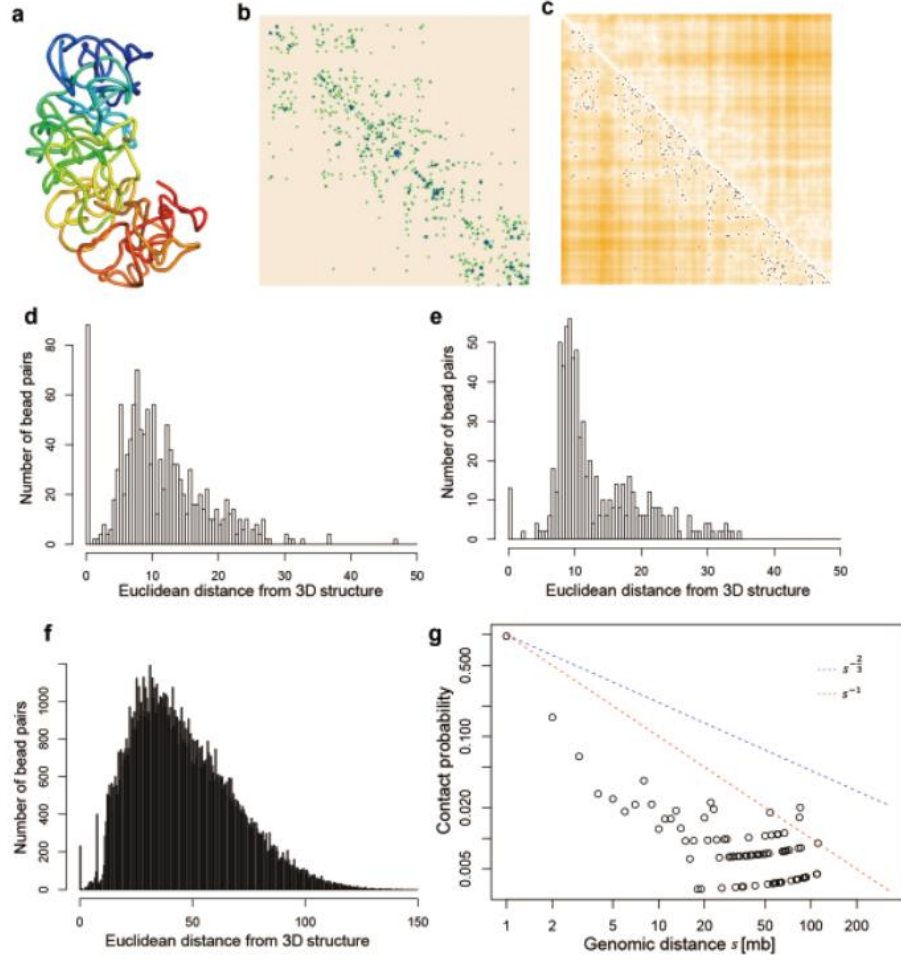 a
b
c
d
Number of bead pairs
80
60
40
20
0
0 10 20 30 40 50
Euclidean distance from 3D structure
e
Number of bead pairs
50
40
30
20
10
0
0 10 20 30 40 50
Euclidean distance from 3D structure
f
Number of bead pairs
1000
800
600
400
200
0
0 50 100 150
Euclidean distance from 3D structure
g
Contact probability
0.500
0.100
0.020
0.005
s^-1
1 2 5 10 20 50 100 200
Genomic distance s [mb]